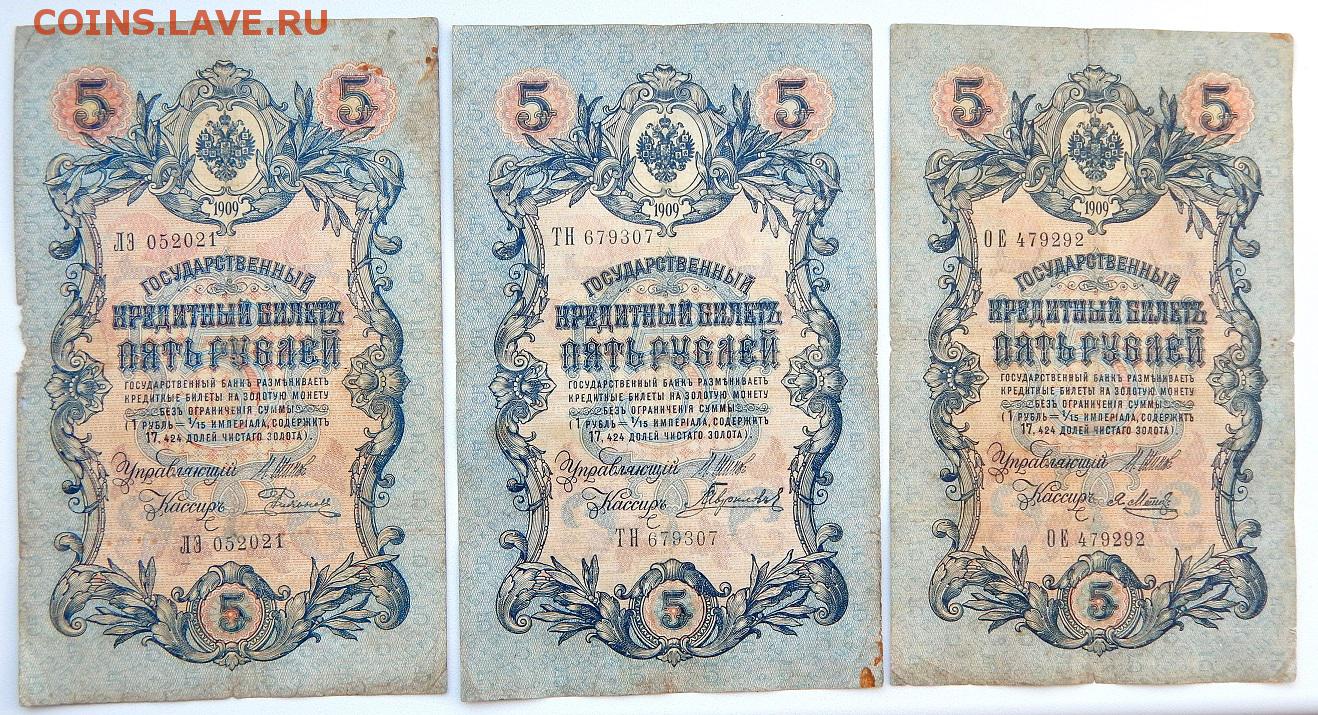 COINS.LAVE.RU
5 5
1909
ЛЭ 052021
ГОСУДАРСТВЕННЫЙ
КРЕДИТНЫЙ БИЛЕТЪ
ПЯТЬ РУБЛЕЙ
ГОСУДАРСТВЕННЫЙ БАНКЪ РАЗМѢНИВАЕТЪ
КРЕДИТНЫЕ БИЛЕТЫ НА ЗОЛОТУЮ МОНЕТУ
БЕЗЪ ОГРАНИЧЕНІЯ СУММЫ
(1 РУБЛЬ = 1/15 ИМПЕРІАЛА, СОДЕРЖИТЪ
17,424 ДОЛЕЙ ЧИСТАГО ЗОЛОТА).
Управляющій
Кассиръ
ЛЭ 052021
5
5 5
1909
ТН 679307
ГОСУДАРСТВЕННЫЙ
КРЕДИТНЫЙ БИЛЕТЪ
ПЯТЬ РУБЛЕЙ
ГОСУДАРСТВЕННЫЙ БАНКЪ РАЗМѢНИВАЕТЪ
КРЕДИТНЫЕ БИЛЕТЫ НА ЗОЛОТУЮ МОНЕТУ
БЕЗЪ ОГРАНИЧЕНІЯ СУММЫ
(1 РУБЛЬ = 1/15 ИМПЕРІАЛА, СОДЕРЖИТЪ
17,424 ДОЛЕЙ ЧИСТАГО ЗОЛОТА).
Управляющій
Кассиръ
ТН 679307
5
5 5
1909
ОЕ 479292
ГОСУДАРСТВЕННЫЙ
КРЕДИТНЫЙ БИЛЕТЪ
ПЯТЬ РУБЛЕЙ
ГОСУДАРСТВЕННЫЙ БАНКЪ РАЗМѢНИВАЕТЪ
КРЕДИТНЫЕ БИЛЕТЫ НА ЗОЛОТУЮ МОНЕТУ
БЕЗЪ ОГРАНИЧЕНІЯ СУММЫ
(1 РУБЛЬ = 1/15 ИМПЕРІАЛА, СОДЕРЖИТЪ
17,424 ДОЛЕЙ ЧИСТАГО ЗОЛОТА).
Управляющій
Кассиръ
ОЕ 479292
5